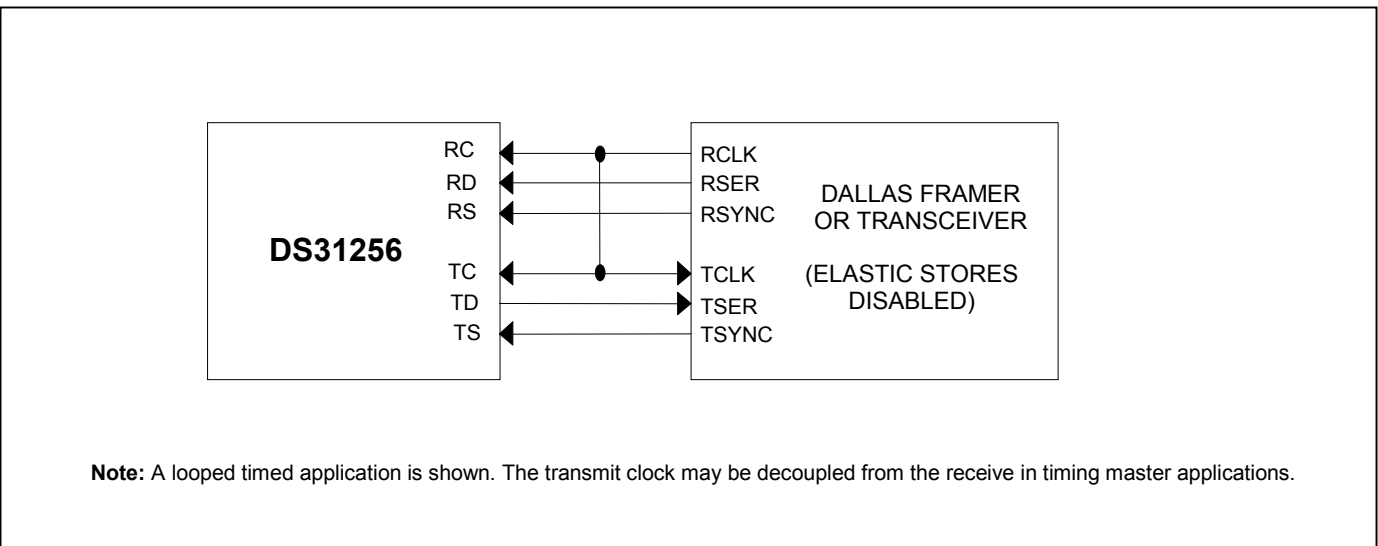 DS31256
RC
RD
RS
TC
TD
TS
RCLK
RSER
RSYNC
TCLK
TSER
TSYNC
DALLAS FRAMER
OR TRANSCEIVER
(ELASTIC STORES
DISABLED)
Note: A looped timed application is shown. The transmit clock may be decoupled from the receive in timing master applications.